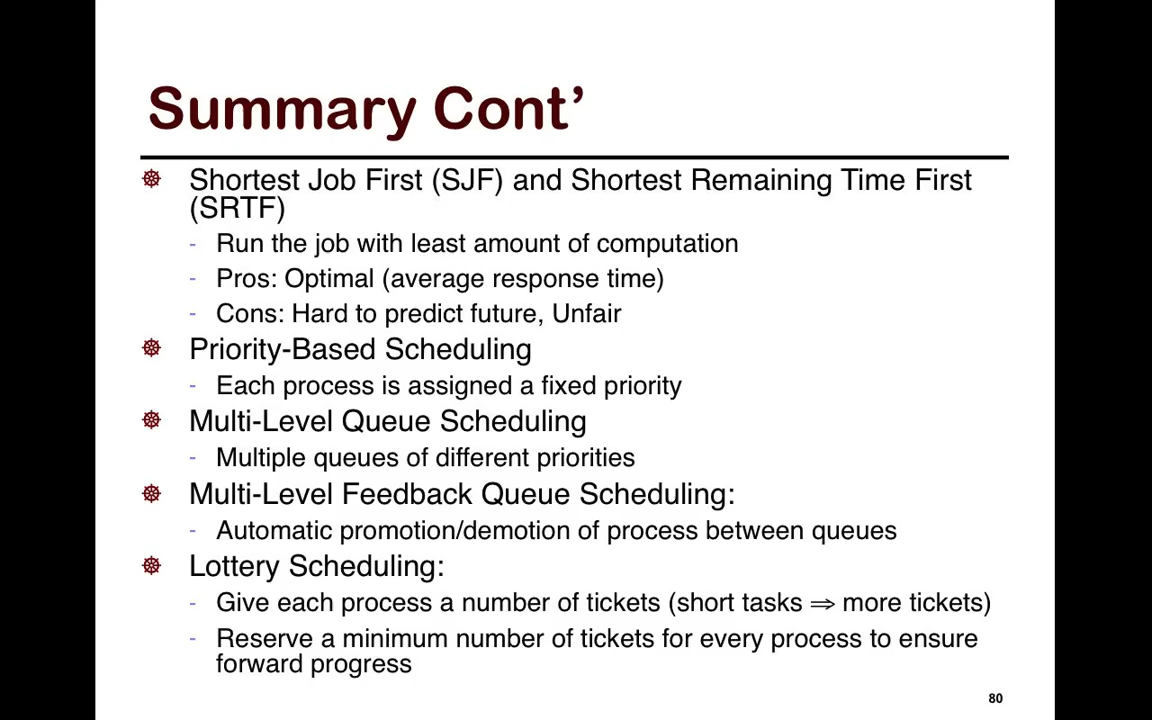 Summary Cont’
Shortest Job First (SJF) and Shortest Remaining Time First
(SRTF)
- Run the job with least amount of computation
- Pros: Optimal (average response time)
- Cons: Hard to predict future, Unfair
Priority-Based Scheduling
- Each process is assigned a fixed priority
Multi-Level Queue Scheduling
- Multiple queues of different priorities
Multi-Level Feedback Queue Scheduling:
- Automatic promotion/demotion of process between queues
Lottery Scheduling:
- Give each process a number of tickets (short tasks ⇒ more tickets)
- Reserve a minimum number of tickets for every process to ensure
forward progress
80